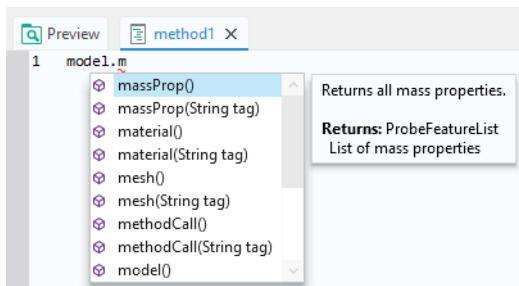 Preview method1
1 model.m
massProp()
massProp(String tag)
material()
material(String tag)
mesh()
mesh(String tag)
methodCall()
methodCall(String tag)
model()
Returns all mass properties.
Returns: ProbeFeatureList
List of mass properties